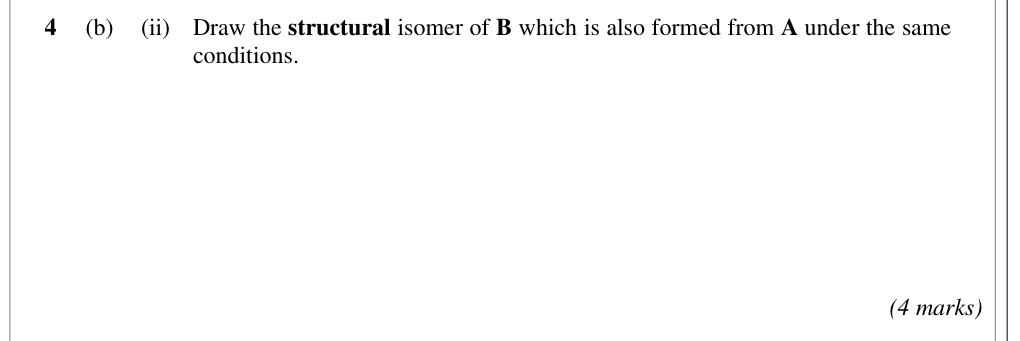 4 (b) (ii) Draw the structural isomer of B which is also formed from A under the same
conditions.
(4 marks)